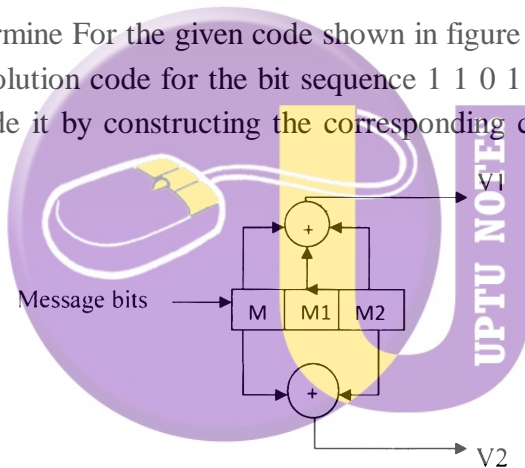 rmine For the given code shown in figure
olution code for the bit sequence 1 1 0 1
de it by constructing the corresponding c
V1
+
Message bits
M M1 M2
+
V2
UPTU NOTES